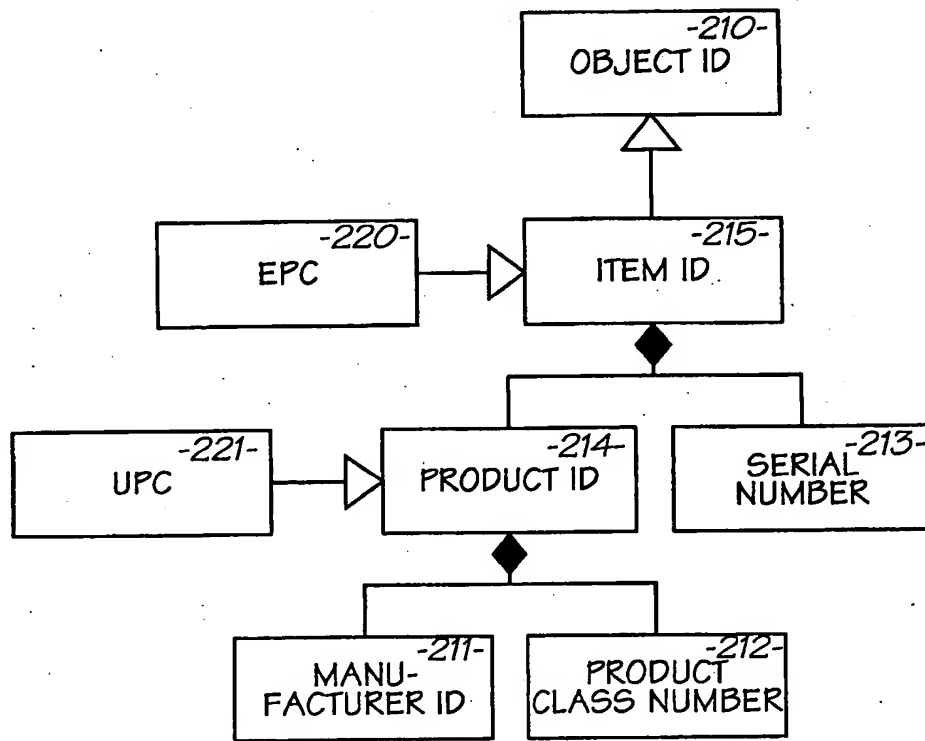 -210-
OBJECT ID
-220-
EPC
-215-
ITEM ID
-221-
UPC
-214-
PRODUCT ID
-213-
SERIAL
NUMBER
-211-
MANU-
FACTURER ID
-212-
PRODUCT
CLASS NUMBER